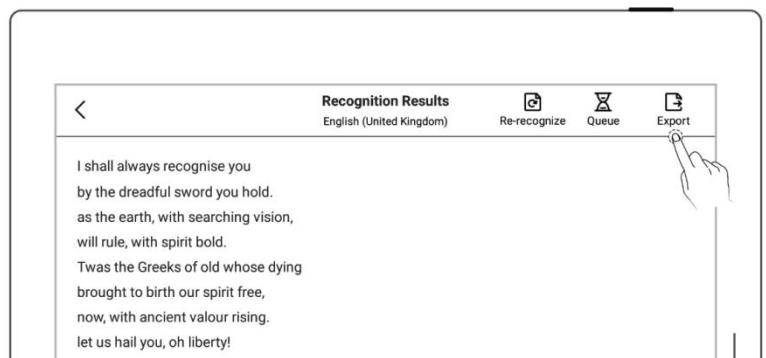 Recognition Results
English (United Kingdom)
Re-recognize
Queue
Export
I shall always recognise you
by the dreadful sword you hold.
as the earth, with searching vision,
will rule, with spirit bold.
Twas the Greeks of old whose dying
brought to birth our spirit free,
now, with ancient valour rising.
let us hail you, oh liberty!